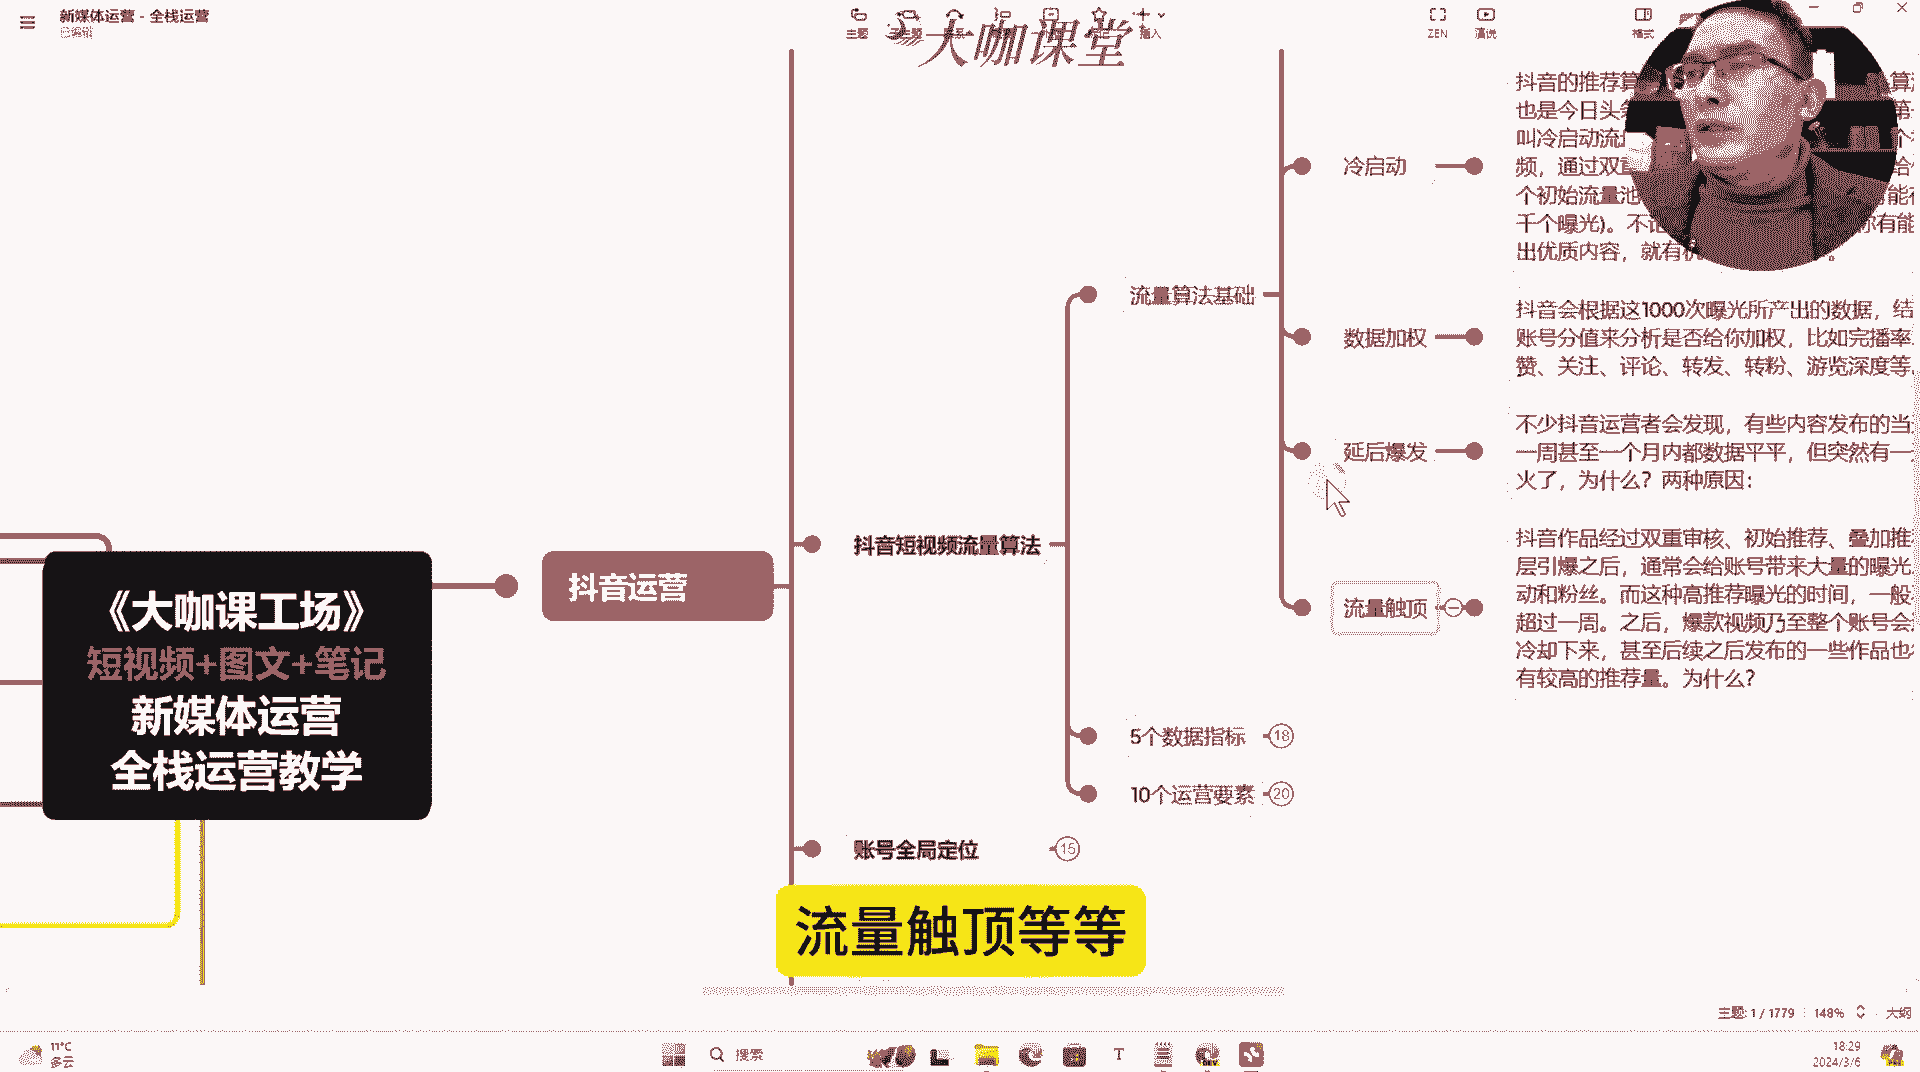 新媒体运营 - 全栈运营
已编辑
主题
插入
ZEN
演说
格式
大咖课堂
抖音的推荐算
也是今日头条
叫冷启动流量
频，通过双重
个初始流量池
千个曝光)。不论
出优质内容，就有机
冷启动
流量算法基础
抖音会根据这1000次曝光所产出的数据，结
账号分值来分析是否给你加权，比如完播率
赞、关注、评论、转发、转粉、游览深度等
数据加权
不少抖音运营者会发现，有些内容发布的当
一周甚至一个月内都数据平平，但突然有一
火了，为什么？两种原因：
延后爆发
抖音短视频流量算法
抖音作品经过双重审核、初始推荐、叠加推
层引爆之后，通常会给账号带来大量的曝光
动和粉丝。而这种高推荐曝光的时间，一般
超过一周。之后，爆款视频乃至整个账号会
冷却下来，甚至后续之后发布的一些作品也
有较高的推荐量。为什么？
流量触顶
抖音运营
《大咖课工场》
短视频+图文+笔记
新媒体运营
全栈运营教学
5个数据指标 18
10个运营要素 20
账号全局定位 15
流量触顶等等
主题: 1 / 1779 148% 大纲
11°C
多云
搜索
18:29
2024/3/6